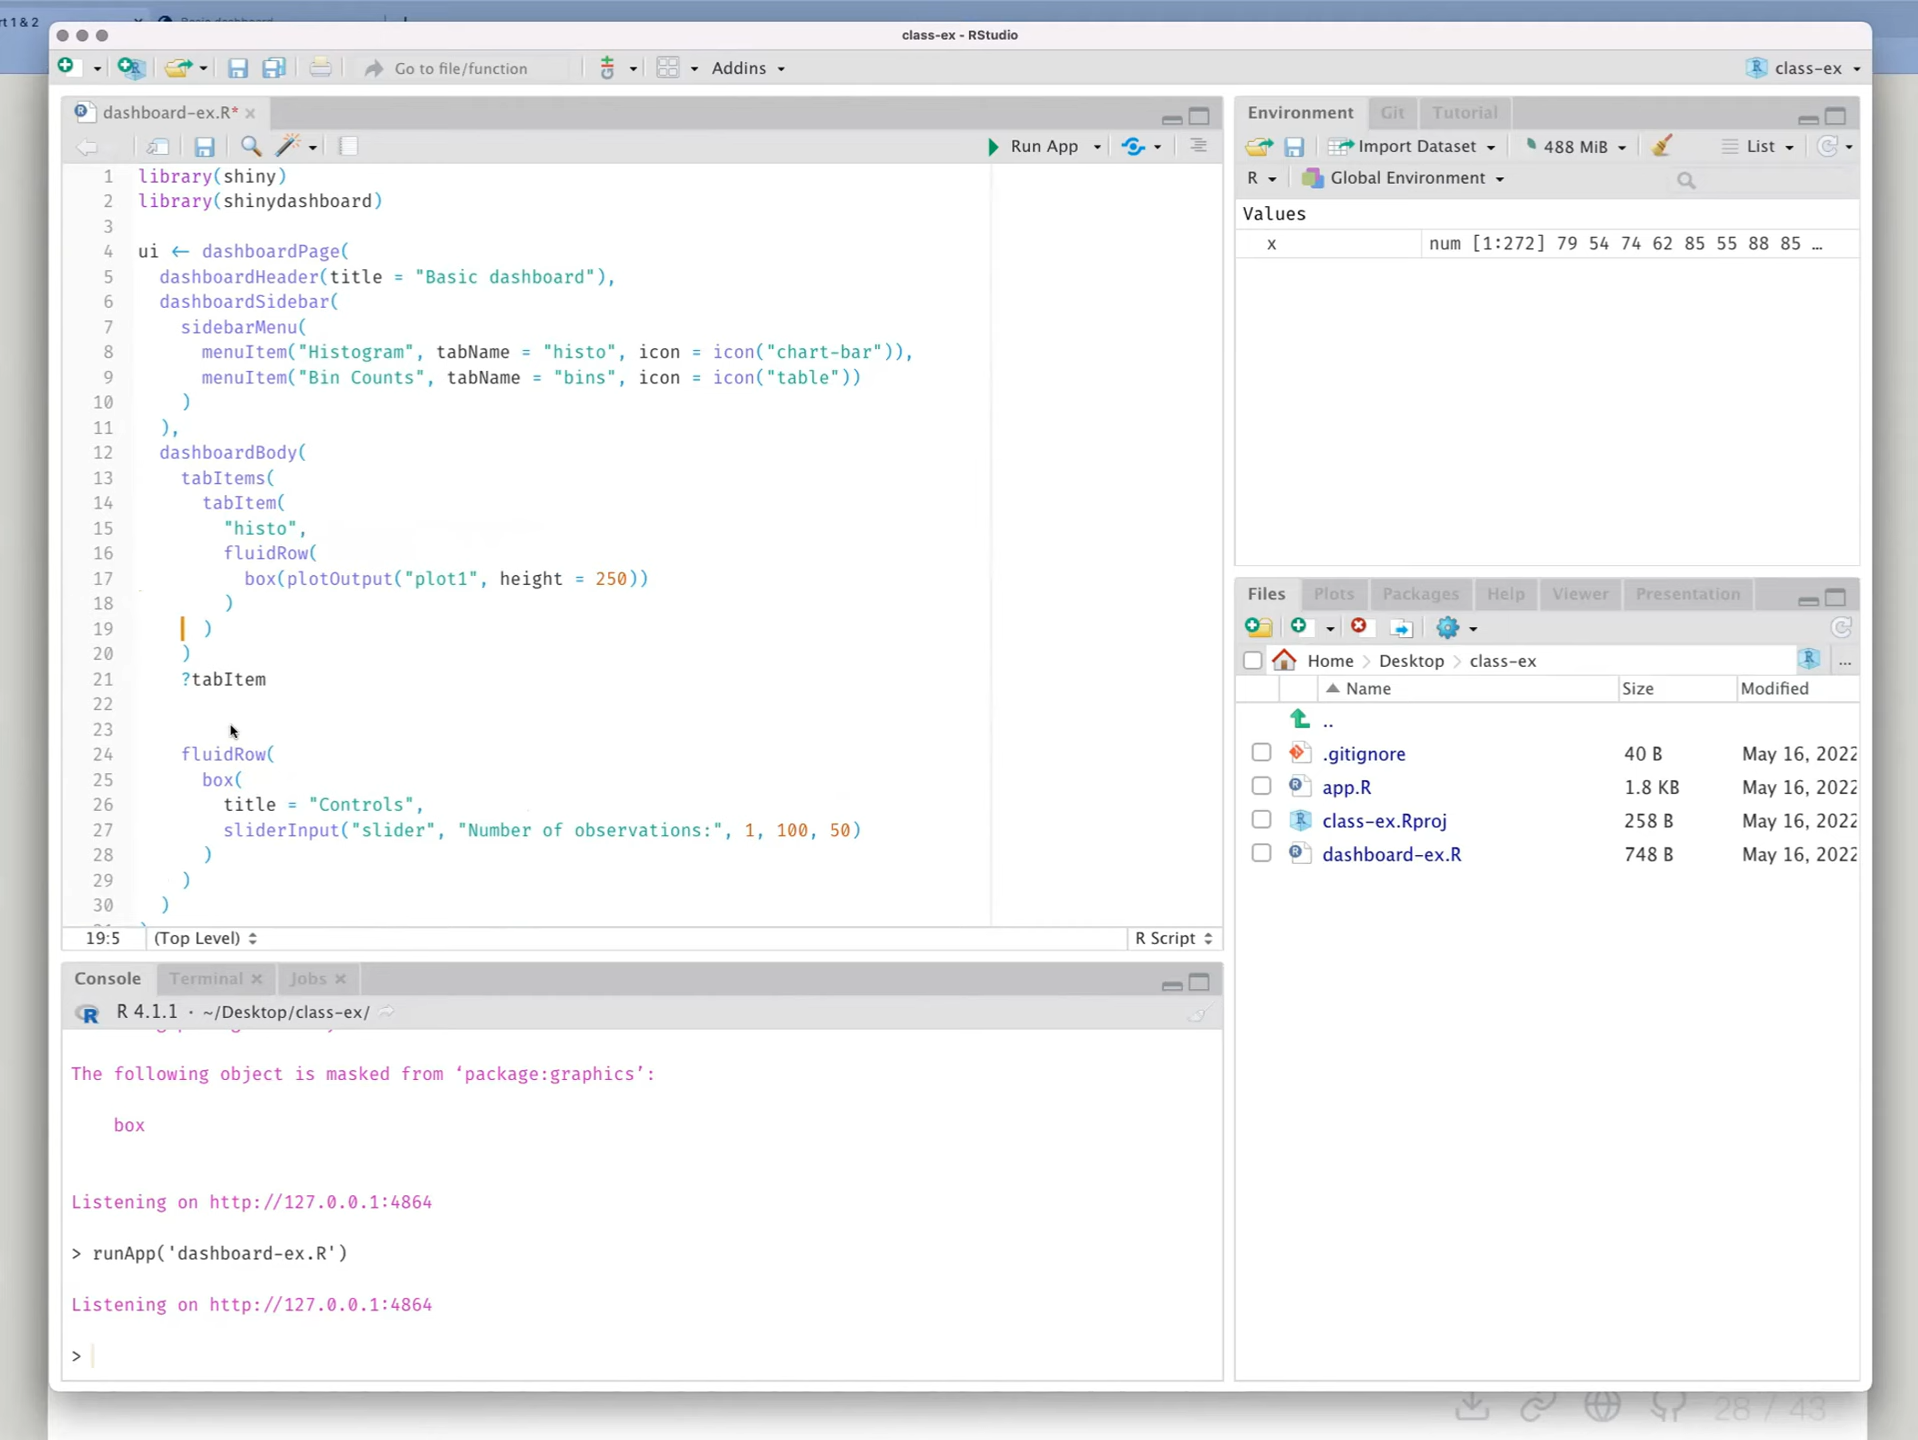 rt 1 & 2
Basic dashboard
class-ex - RStudio
Go to file/function
Addins
class-ex
dashboard-ex.R*
Run App
1 library(shiny)
2 library(shinydashboard)
3
4 ui ← dashboardPage(
5 dashboardHeader(title = "Basic dashboard"),
6 dashboardSidebar(
7 sidebarMenu(
8 menuItem("Histogram", tabName = "histo", icon = icon("chart-bar")),
9 menuItem("Bin Counts", tabName = "bins", icon = icon("table"))
10 )
11 ),
12 dashboardBody(
13 tabItems(
14 tabItem(
15 "histo",
16 fluidRow(
17 box(plotOutput("plot1", height = 250))
18 )
19 )
20 )
21 ?tabItem
22
23
24 fluidRow(
25 box(
26 title = "Controls",
27 sliderInput("slider", "Number of observations:", 1, 100, 50)
28 )
29 )
30 )
19:5 (Top Level) R Script
Console Terminal Jobs
R 4.1.1 · ~/Desktop/class-ex/
The following object is masked from ‘package:graphics’:
box
Listening on http://127.0.0.1:4864
> runApp('dashboard-ex.R')
Listening on http://127.0.0.1:4864
>
Environment Git Tutorial
Import Dataset 488 MiB List
R Global Environment
Values
x num [1:272] 79 54 74 62 85 55 88 85 …
Files Plots Packages Help Viewer Presentation
Home Desktop class-ex ...
Name Size Modified
..
.gitignore 40 B May 16, 2022
app.R 1.8 KB May 16, 2022
class-ex.Rproj 258 B May 16, 2022
dashboard-ex.R 748 B May 16, 2022
28 / 43